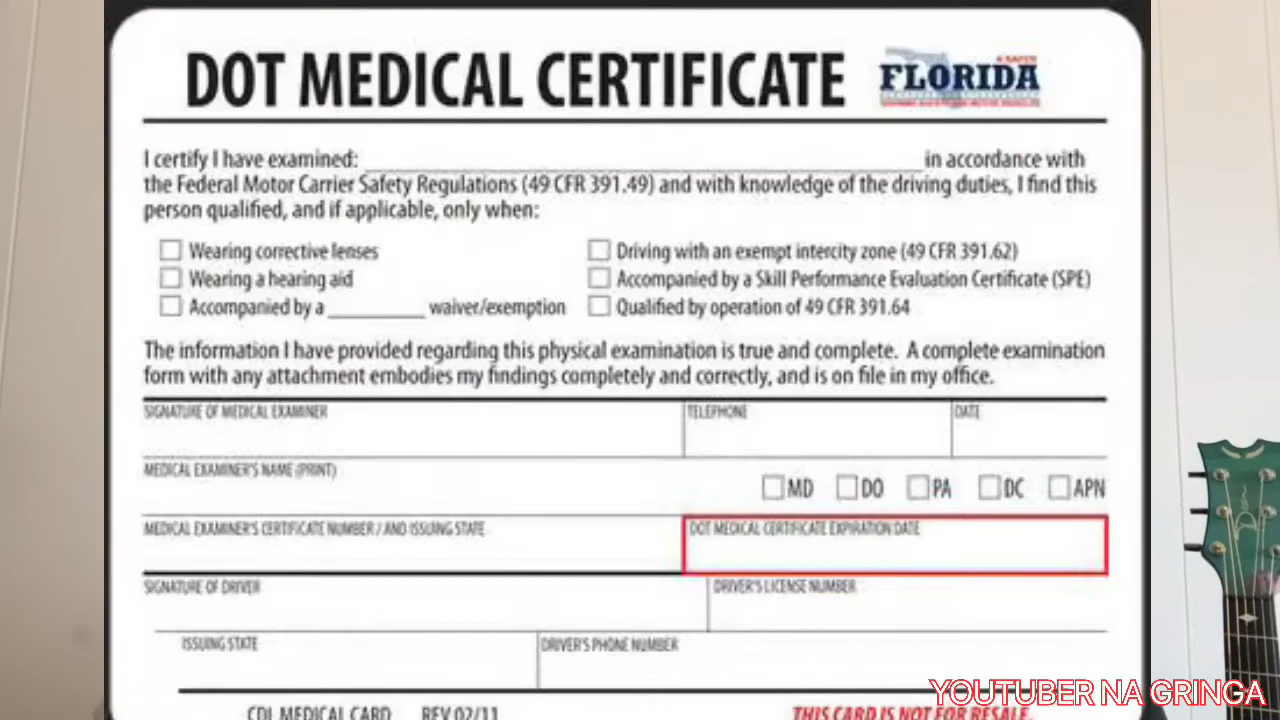 DOT MEDICAL CERTIFICATE
A SAFER
FLORIDA
I certify I have examined: ____________ in accordance with
the Federal Motor Carrier Safety Regulations (49 CFR 391.49) and with knowledge of the driving duties, I find this
person qualified, and if applicable, only when:
Wearing corrective lenses
Driving with an exempt intercity zone (49 CFR 391.62)
Wearing a hearing aid
Accompanied by a Skill Performance Evaluation Certificate (SPE)
Accompanied by a __________ waiver/exemption
Qualified by operation of 49 CFR 391.64
The information I have provided regarding this physical examination is true and complete. A complete examination
form with any attachment embodies my findings completely and correctly, and is on file in my office.
SIGNATURE OF MEDICAL EXAMINER
TELEPHONE
DATE
MEDICAL EXAMINER'S NAME (PRINT)
MD DO PA DC APN
MEDICAL EXAMINER'S CERTIFICATE NUMBER / AND ISSUING STATE
DOT MEDICAL CERTIFICATE EXPIRATION DATE
SIGNATURE OF DRIVER
DRIVER'S LICENSE NUMBER
ISSUING STATE
DRIVER'S PHONE NUMBER
CDL MEDICAL CARD REV 02/11
THIS CARD IS NOT FOR RESALE.
YOUTUBER NA GRINGA
Dean